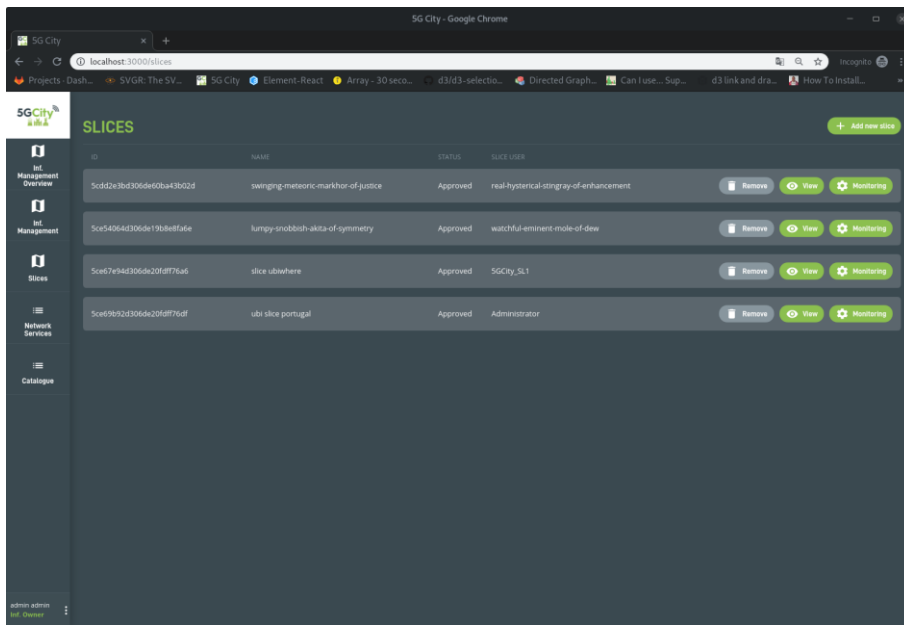 5G City - Google Chrome
5G City
localhost:3000/slices
Incognito
Projects · Dash...
SVGR: The SV...
5G City
Element-React
Array - 30 seco...
d3/d3-selectio...
Directed Graph...
Can I use... Sup...
d3 link and dra...
How To Install...
5GCity
SLICES
+ Add new slice
Inf. Management Overview
Inf. Management
Slices
Network Services
Catalogue
ID NAME STATUS SLICE USER
5cdd2e3bd306de60ba43b02d swinging-meteoric-markhor-of-justice Approved real-hysterical-stingray-of-enhancement Remove View Monitoring
5ce54064d306de19b8e8fa6e lumpy-snobbish-akita-of-symmetry Approved watchful-eminent-mole-of-dew Remove View Monitoring
5ce67e94d306de20fdff76a6 slice ubiwhere Approved 5GCity_SL1 Remove View Monitoring
5ce69b92d306de20fdff76df ubi slice portugal Approved Administrator Remove View Monitoring
admin admin
Inf. Owner